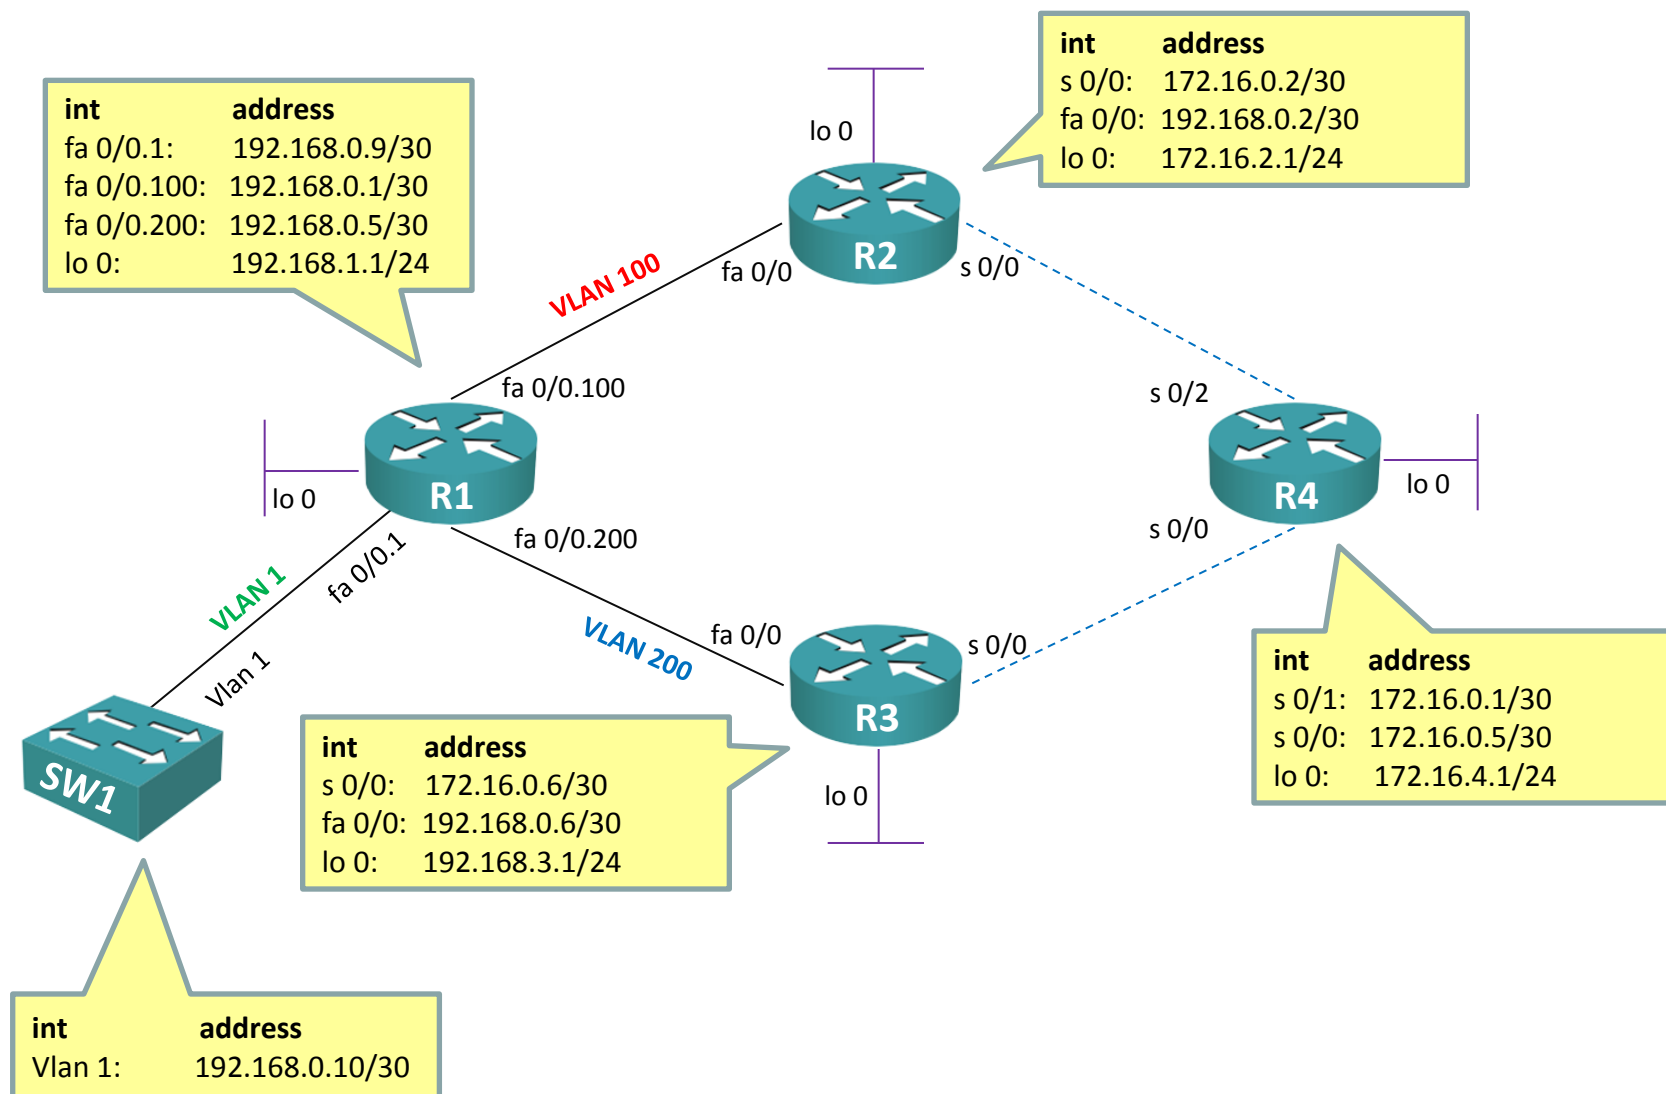 int address
s 0/0: 172.16.0.2/30
fa 0/0: 192.168.0.2/30
lo 0: 172.16.2.1/24
int address
fa 0/0.1: 192.168.0.9/30
fa 0/0.100: 192.168.0.1/30
fa 0/0.200: 192.168.0.5/30
lo 0: 192.168.1.1/24
lo 0
R2
fa 0/0
s 0/0
VLAN 100
fa 0/0.100
s 0/2
R1
lo 0
R4
lo 0
fa 0/0.200
s 0/0
fa 0/0.1
VLAN 1
Vlan 1
VLAN 200
fa 0/0
s 0/0
R3
lo 0
SW1
int address
s 0/1: 172.16.0.1/30
s 0/0: 172.16.0.5/30
lo 0: 172.16.4.1/24
int address
s 0/0: 172.16.0.6/30
fa 0/0: 192.168.0.6/30
lo 0: 192.168.3.1/24
int address
Vlan 1: 192.168.0.10/30